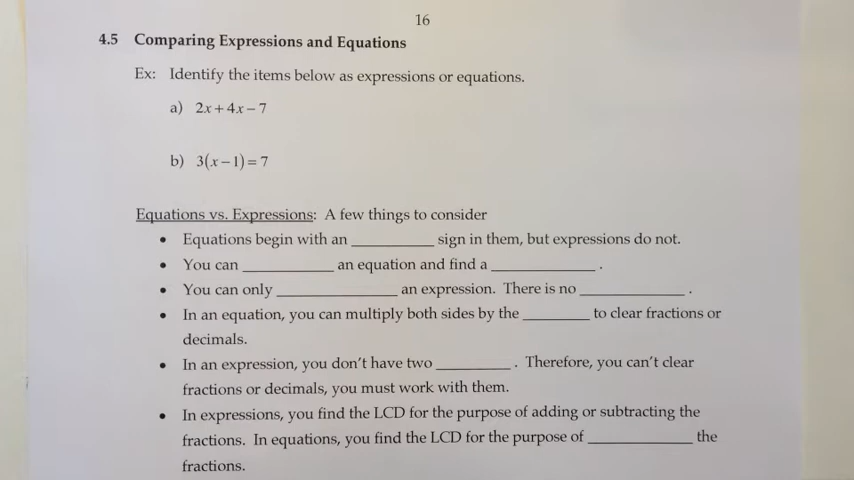 16
4.5 Comparing Expressions and Equations
Ex: Identify the items below as expressions or equations.
a) 2x + 4x − 7
b) 3(x − 1) = 7
Equations vs. Expressions: A few things to consider
• Equations begin with an __________ sign in them, but expressions do not.
• You can ___________ an equation and find a _____________ .
• You can only _______________ an expression. There is no _____________ .
• In an equation, you can multiply both sides by the ________ to clear fractions or
decimals.
• In an expression, you don't have two _________ . Therefore, you can't clear
fractions or decimals, you must work with them.
• In expressions, you find the LCD for the purpose of adding or subtracting the
fractions. In equations, you find the LCD for the purpose of _____________ the
fractions.